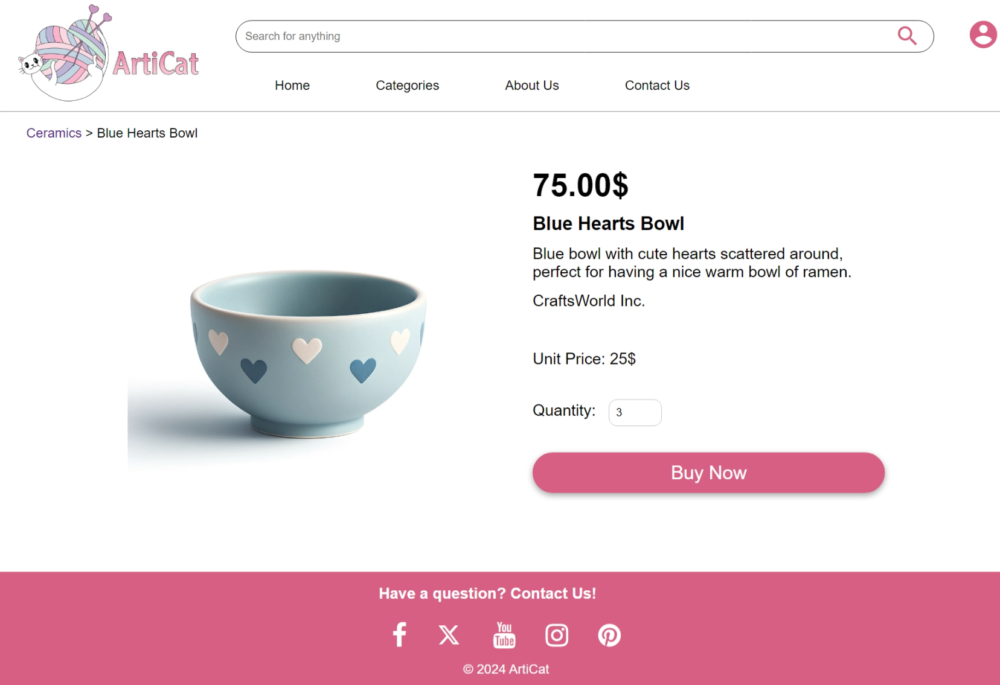 ArtiCat
Search for anything
Home Categories About Us Contact Us
Ceramics > Blue Hearts Bowl
75.00$
Blue Hearts Bowl
Blue bowl with cute hearts scattered around,
perfect for having a nice warm bowl of ramen.
CraftsWorld Inc.
Unit Price: 25$
Quantity: 3
Buy Now
Have a question? Contact Us!
You
Tube
© 2024 ArtiCat